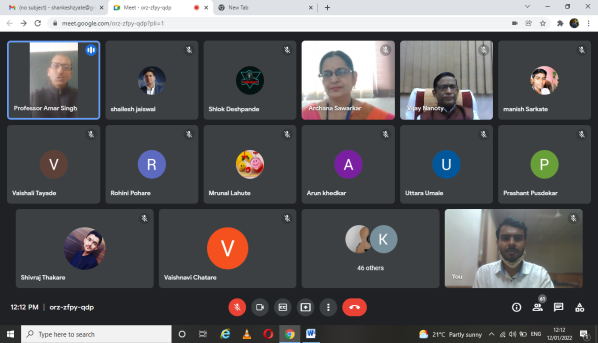 (no subject) - shankeshzyate@y
Meet - orz-zfpy-qdp
New Tab
meet.google.com/orz-zfpy-qdp?pli=1
Professor Amar Singh
shailesh jaiswal
Shlok Deshpande
Archana Sawarkar
Vijay Nanoty
manish Sarkate
V
R
A
U
P
Vaishali Tayade
Rohini Pohare
Mrunal Lahute
Arun khedkar
Uttara Umale
Prashant Pusdekar
V
K
46 others
Shivraj Thakare
Vaishnavi Chatare
You
12:12 PM | orz-zfpy-qdp
61
Type here to search
21°C Partly sunny
ENG
12:12
12/01/2022